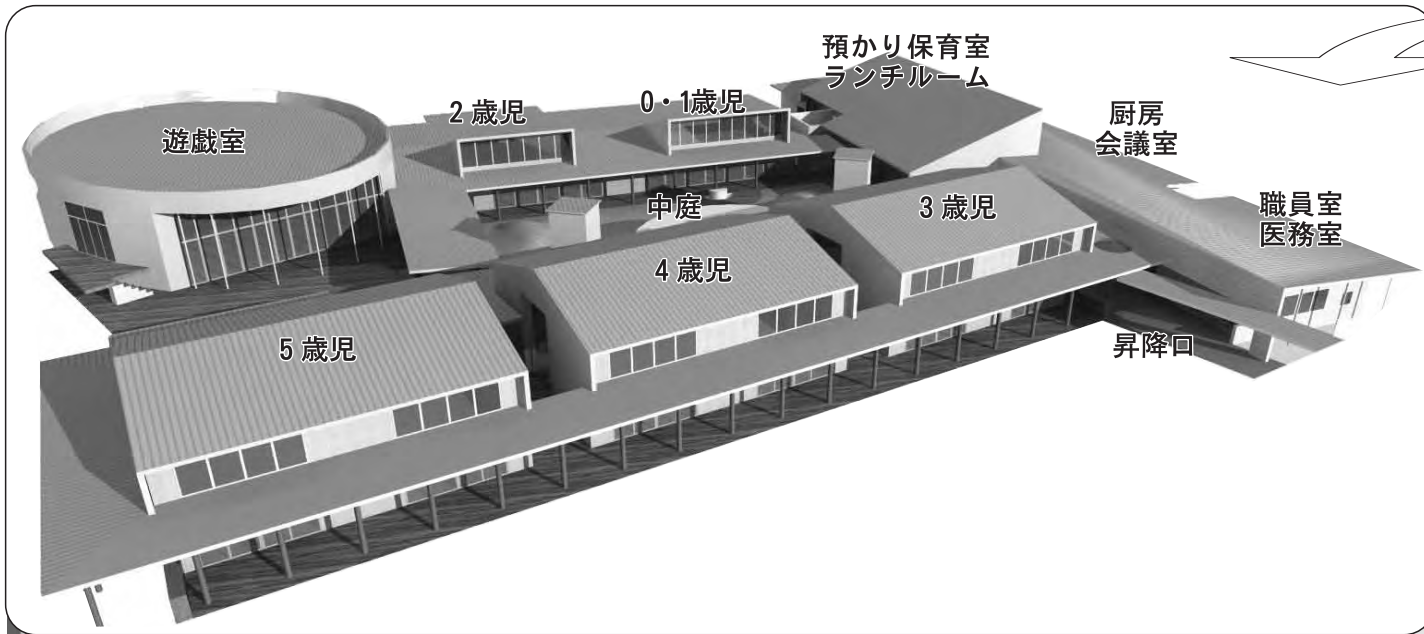 預かり保育室
ランチルーム
0・1歳児
2歳児
遊戯室
厨房
会議室
中庭
3歳児
職員室
医務室
4歳児
5歳児
昇降口